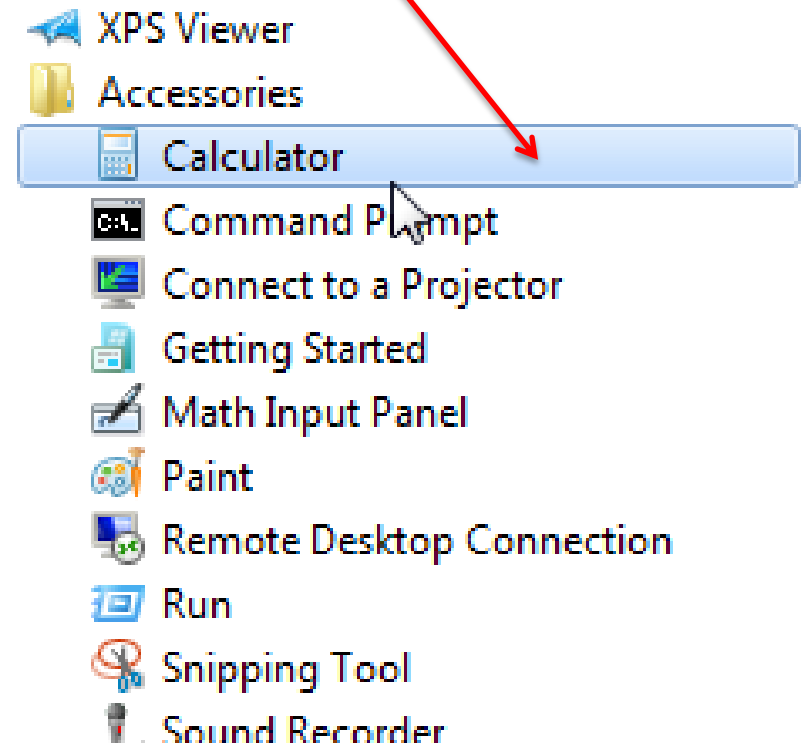 XPS Viewer
Accessories
Calculator
C:\.
Command Prompt
Connect to a Projector
Getting Started
Math Input Panel
Paint
Remote Desktop Connection
Run
Snipping Tool
Sound Recorder